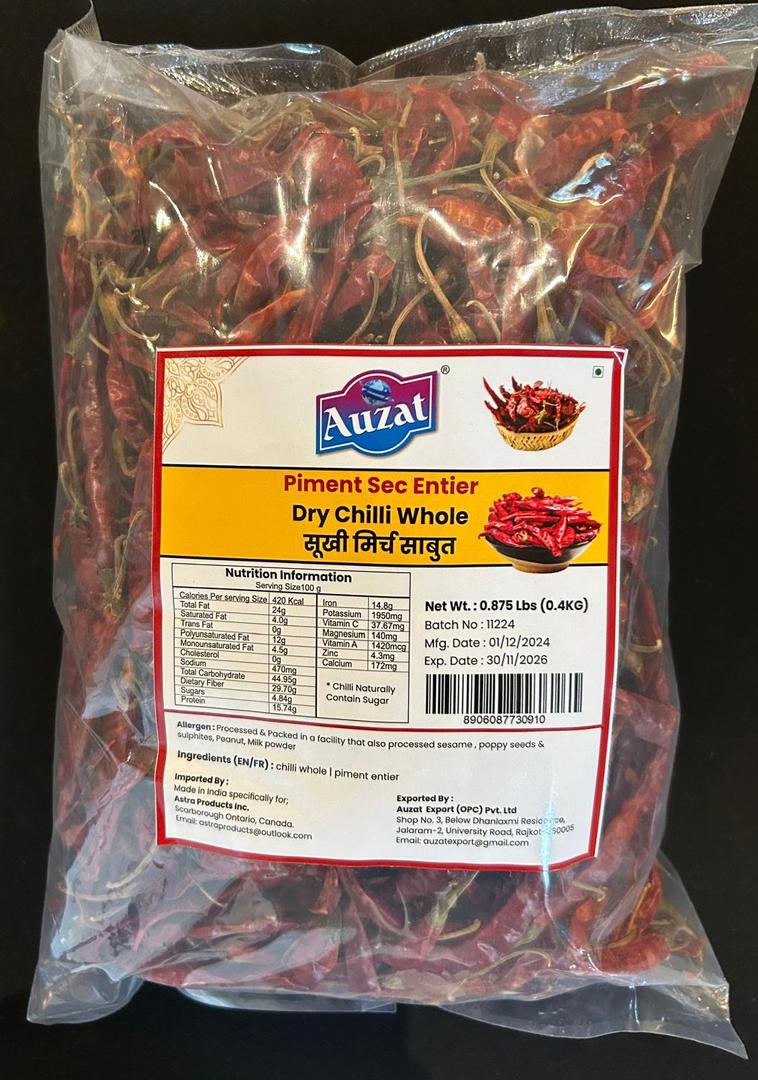 Auzat ®
Piment Sec Entier
Dry Chilli Whole
सूखी मिर्च साबुत
Nutrition Information
Serving Size100 g
Calories Per serving Size 420 Kcal
Total Fat 24g
Saturated Fat 4.0g
Trans Fat 0g
Polyunsaturated Fat 12g
Monounsaturated Fat 4.5g
Cholesterol 0g
Sodium 470mg
Total Carbohydrate 44.95g
Dietary Fiber 29.70g
Sugars 4.84g
Protein 15.74g
Iron 14.8g
Potassium 1950mg
Vitamin C 37.67mg
Magnesium 140mg
Vitamin A 1420mcg
Zinc 4.3mg
Calcium 172mg
* Chilli Naturally
Contain Sugar
Net Wt. : 0.875 Lbs (0.4KG)
Batch No : 11224
Mfg. Date : 01/12/2024
Exp. Date : 30/11/2026
8906087730910
Allergen : Processed & Packed in a facility that also processed sesame , poppy seeds &
sulphites, Peanut, Milk powder
Ingredients (EN/FR) : chilli whole | piment entier
Imported By :
Made in India specifically for;
Astra Products Inc.
Scarborough Ontario, Canada.
Email: astraproducts@outlook.com
Exported By :
Auzat Export (OPC) Pvt. Ltd
Shop No. 3, Below Dhanlaxmi Residence,
Jalaram-2, University Road, Rajkot-360005
Email: auzatexport@gmail.com